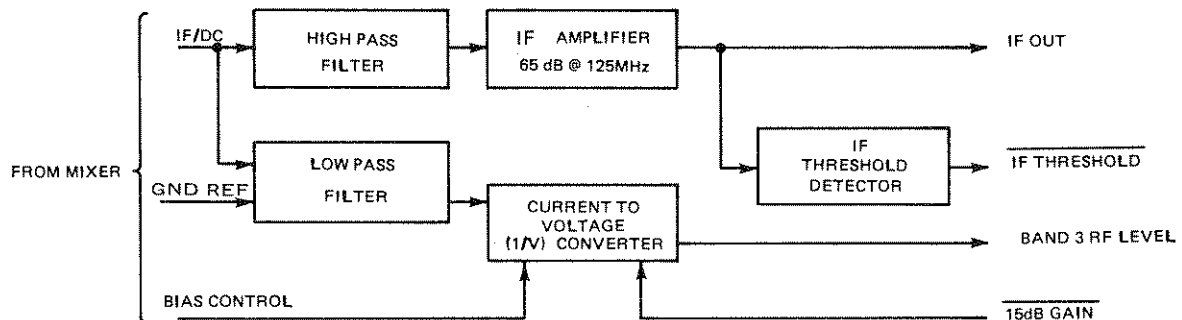 IF/DC
HIGH PASS
FILTER
IF AMPLIFIER
65 dB @ 125MHz
IF OUT
FROM MIXER
GND REF
LOW PASS
FILTER
IF
THRESHOLD
DETECTOR
IF THRESHOLD
CURRENT TO
VOLTAGE
(1/V) CONVERTER
BAND 3 RF LEVEL
BIAS CONTROL
15dB GAIN